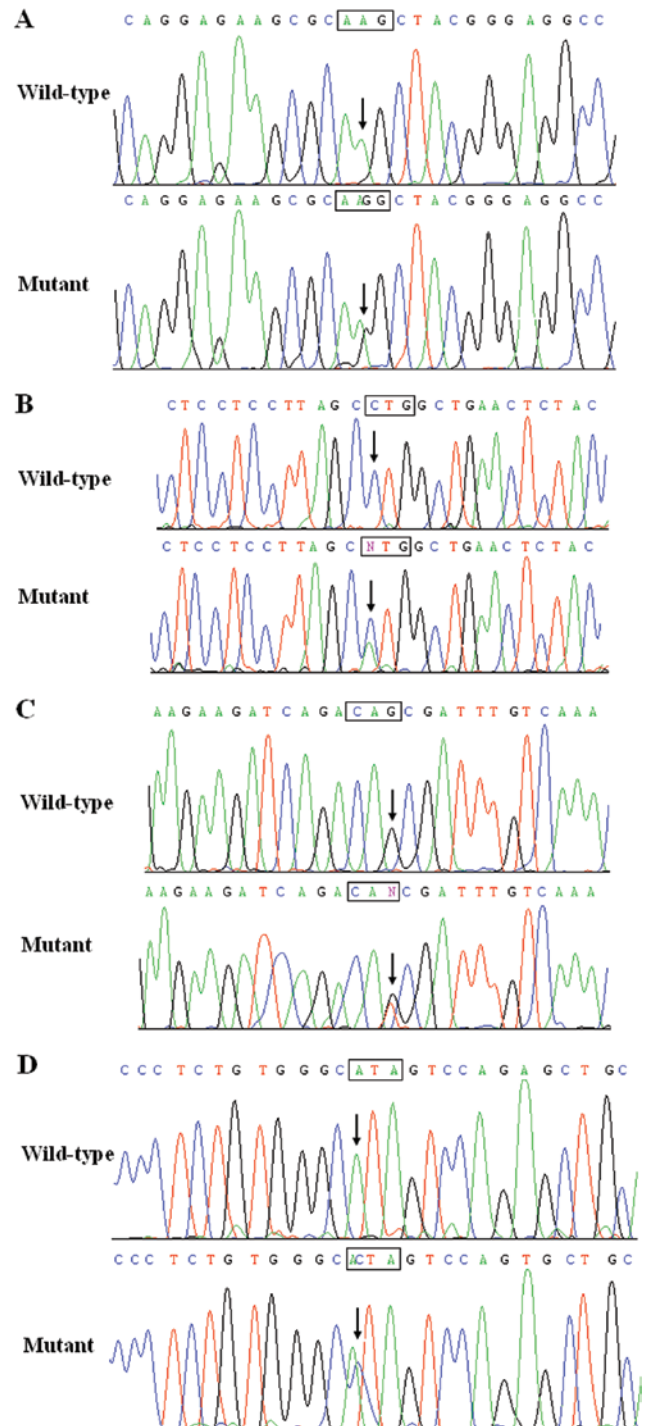 A
C A G G A G A A G C G C A A G C T A C G G G A G G C C
Wild-type
C A G G A G A A G C G C A A G G C T A C G G G A G G C C
Mutant
B
C T C C T C C T T A G C C T G G C T G A A C T C T A C
Wild-type
C T C C T C C T T A G C N T G G C T G A A C T C T A C
Mutant
C
A A G A A G A T C A G A C A G C G A T T T G T C A A A
Wild-type
A A G A A G A T C A G A C A N C G A T T T G T C A A A
Mutant
D
C C C T C T G T G G G C A T A G T C C A G A G C T G C
Wild-type
C C C T C T G T G G G C A C T A G T C C A G T G C T G C
Mutant